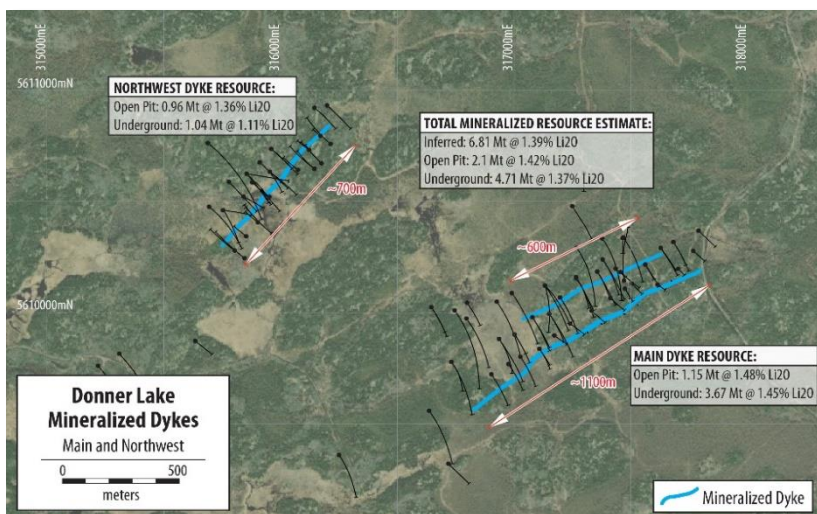 315000mE
316000mE
317000mE
318000mE
5611000mN
NORTHWEST DYKE RESOURCE:
Open Pit: 0.96 Mt @ 1.36% Li2O
Underground: 1.04 Mt @ 1.11% Li2O
TOTAL MINERALIZED RESOURCE ESTIMATE:
Inferred: 6.81 Mt @ 1.39% Li2O
Open Pit: 2.1 Mt @ 1.42% Li2O
Underground: 4.71 Mt @ 1.37% Li2O
~700m
~600m
5610000mN
MAIN DYKE RESOURCE:
Open Pit: 1.15 Mt @ 1.48% Li2O
Underground: 3.67 Mt @ 1.45% Li2O
~1100m
Donner Lake
Mineralized Dykes
Main and Northwest
0 500
meters
Mineralized Dyke